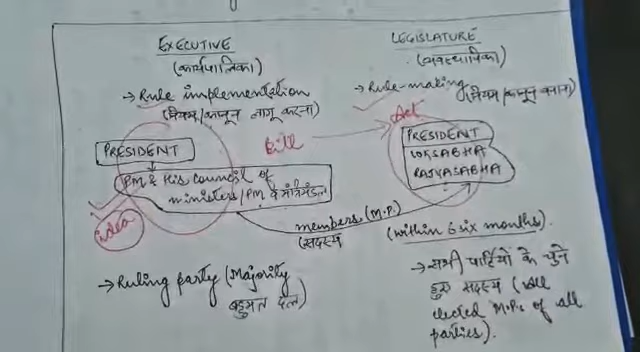 EXECUTIVE
(कार्यपालिका)
→ Rule implementation
(नियम/कानून लागू करना)
PRESIDENT
PM & His Council of
ministers/PM व मंत्रिमंडल
idea
→ Ruling party (Majority
बहुमत दल)
Bill
members (M.P.)
(सदस्य
LEGISLATURE
(व्यवस्थापिका)
→ Rule-making
(नियम/कानून बनाना)
Act
PRESIDENT
LOKSABHA
RAJYASABHA
(within 6 six months).
→ सभी पार्टियों के चुने
हुए सदस्य (All
elected M.Ps of all
parties).